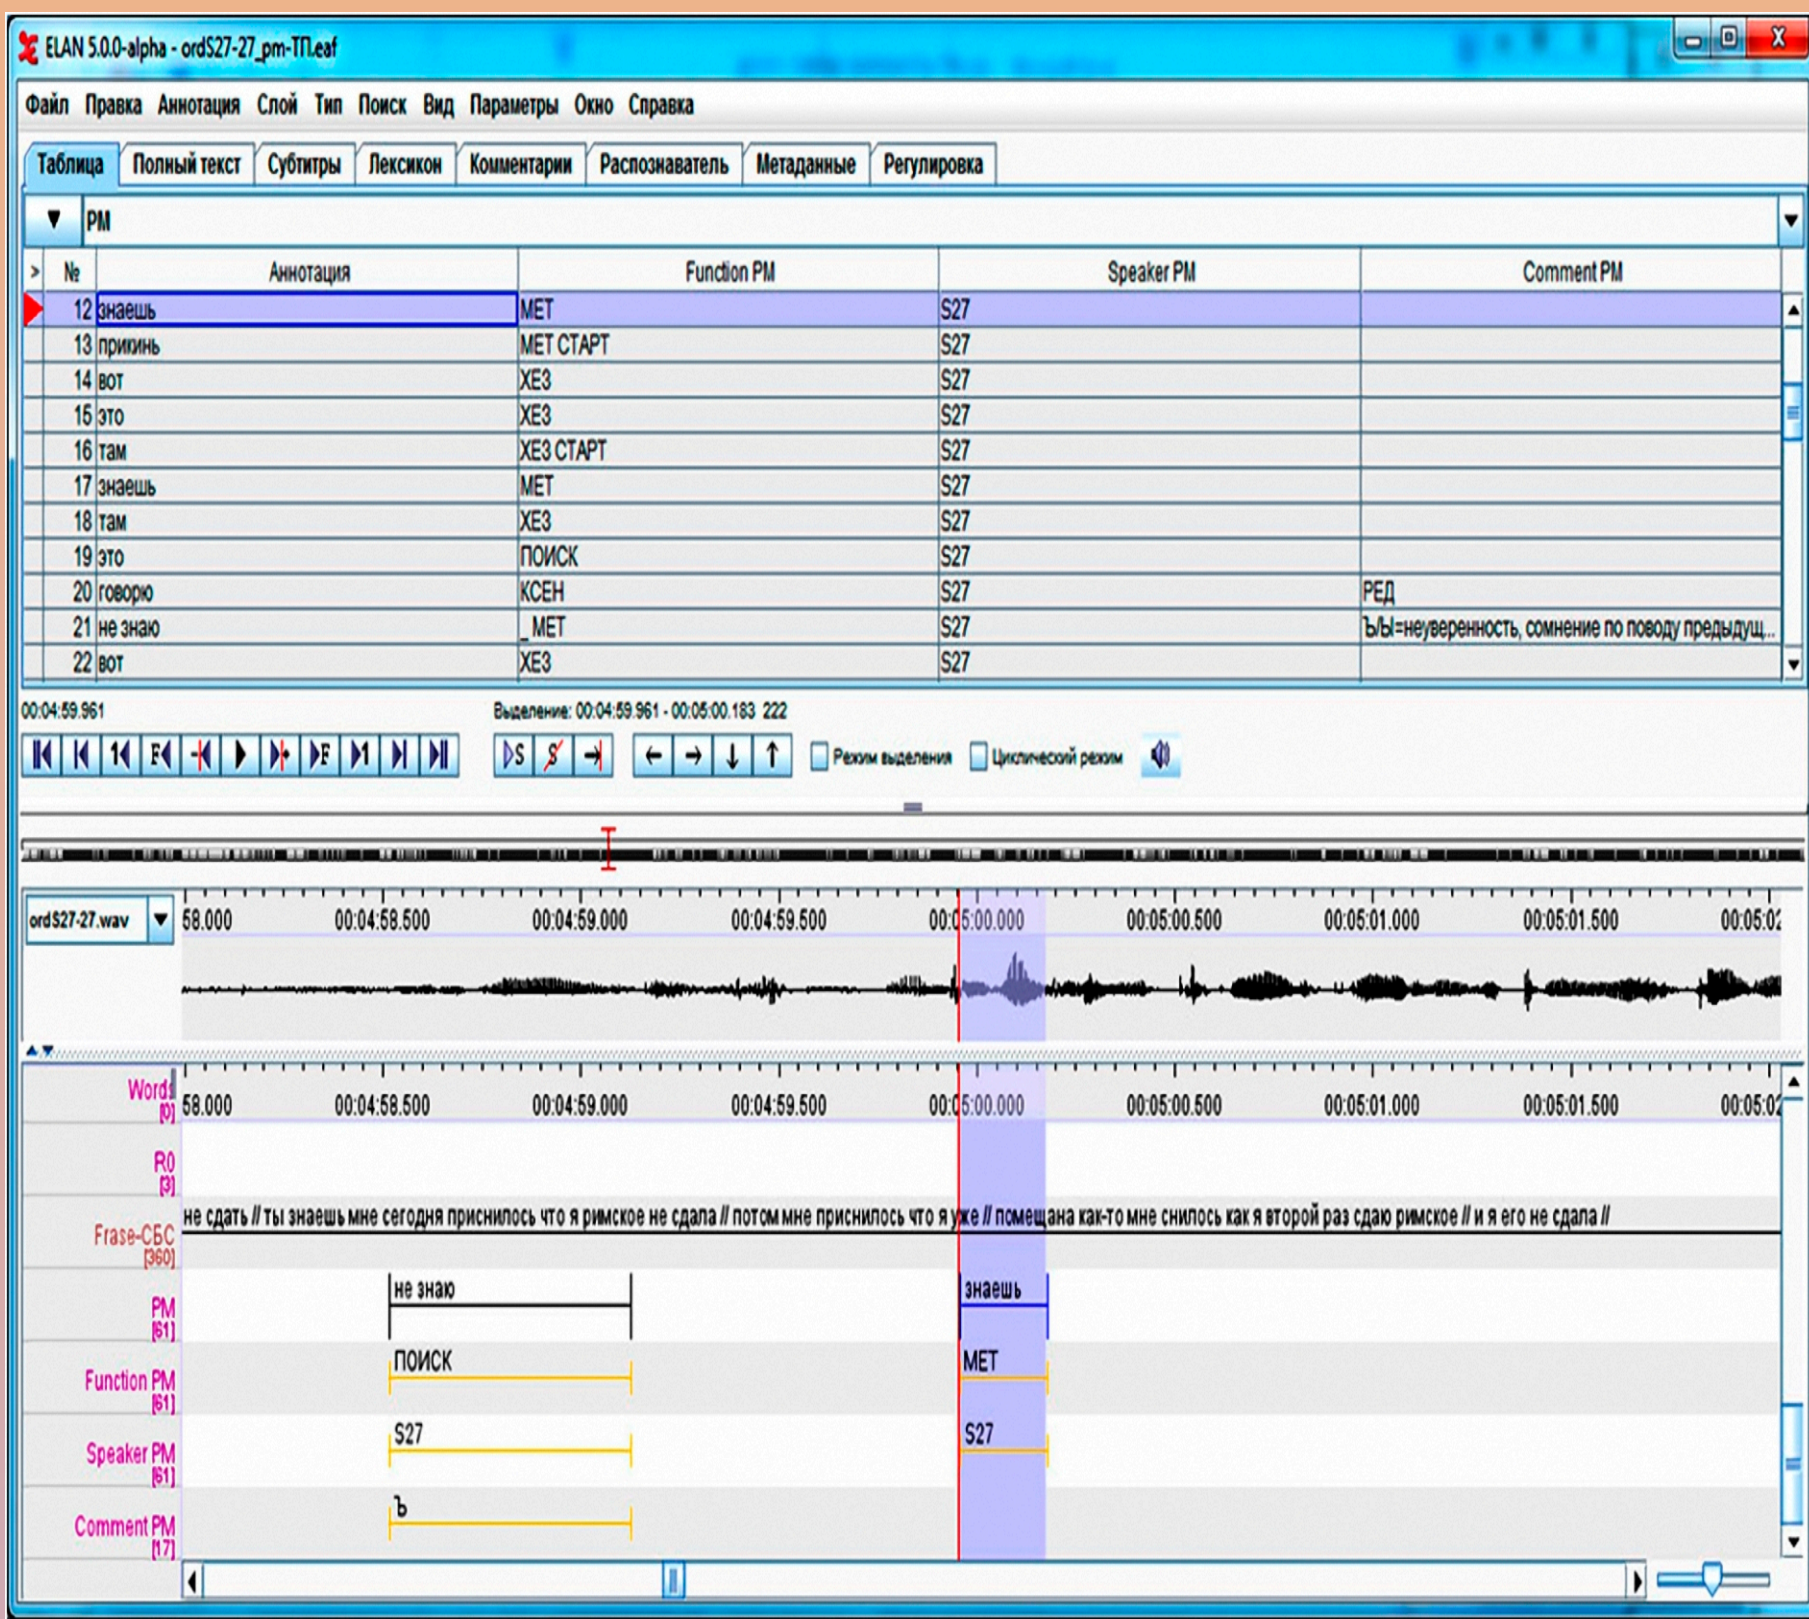 ELAN 5.0.0-alpha - ordS27-27_pm-ТП.eaf
Файл Правка Аннотация Слой Тип Поиск Вид Параметры Окно Справка
Таблица Полный текст Субтитры Лексикон Комментарии Распознаватель Метаданные Регулировка
PM
> № Аннотация Function PM Speaker PM Comment PM
12 знаешь МЕТ S27
13 прикинь МЕТ СТАРТ S27
14 вот ХЕЗ S27
15 это ХЕЗ S27
16 там ХЕЗ СТАРТ S27
17 знаешь МЕТ S27
18 там ХЕЗ S27
19 это ПОИСК S27
20 говорю КСЕН S27 РЕД
21 не знаю _ МЕТ S27 Ъ/Ы=неуверенность, сомнение по поводу предыдущ...
22 вот ХЕЗ S27
00:04:59.961 Выделение: 00:04:59.961 - 00:05:00.183 222
1 F S F 1 S Режим выделения Циклический режим
ordS27-27.wav 58.000 00:04:58.500 00:04:59.000 00:04:59.500 00:05:00.000 00:05:00.500 00:05:01.000 00:05:01.500 00:05:02
Words
[0] 58.000 00:04:58.500 00:04:59.000 00:04:59.500 00:05:00.000 00:05:00.500 00:05:01.000 00:05:01.500 00:05:02
R0
[3]
не сдать // ты знаешь мне сегодня приснилось что я римское не сдала // потом мне приснилось что я уже // помещана как-то мне снилось как я второй раз сдаю римское // и я его не сдала //
Frase-СБС
[360]
не знаю знаешь
PM
[61]
ПОИСК МЕТ
Function PM
[61]
S27 S27
Speaker PM
[61]
Ъ
Comment PM
[17]